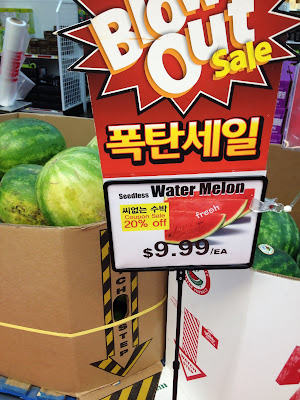 Blow
Out
Sale
폭탄세일
Seedless Water Melon
씨없는 수박
Coupon Sale
20% off
fresh
$9.99/EA
STEP